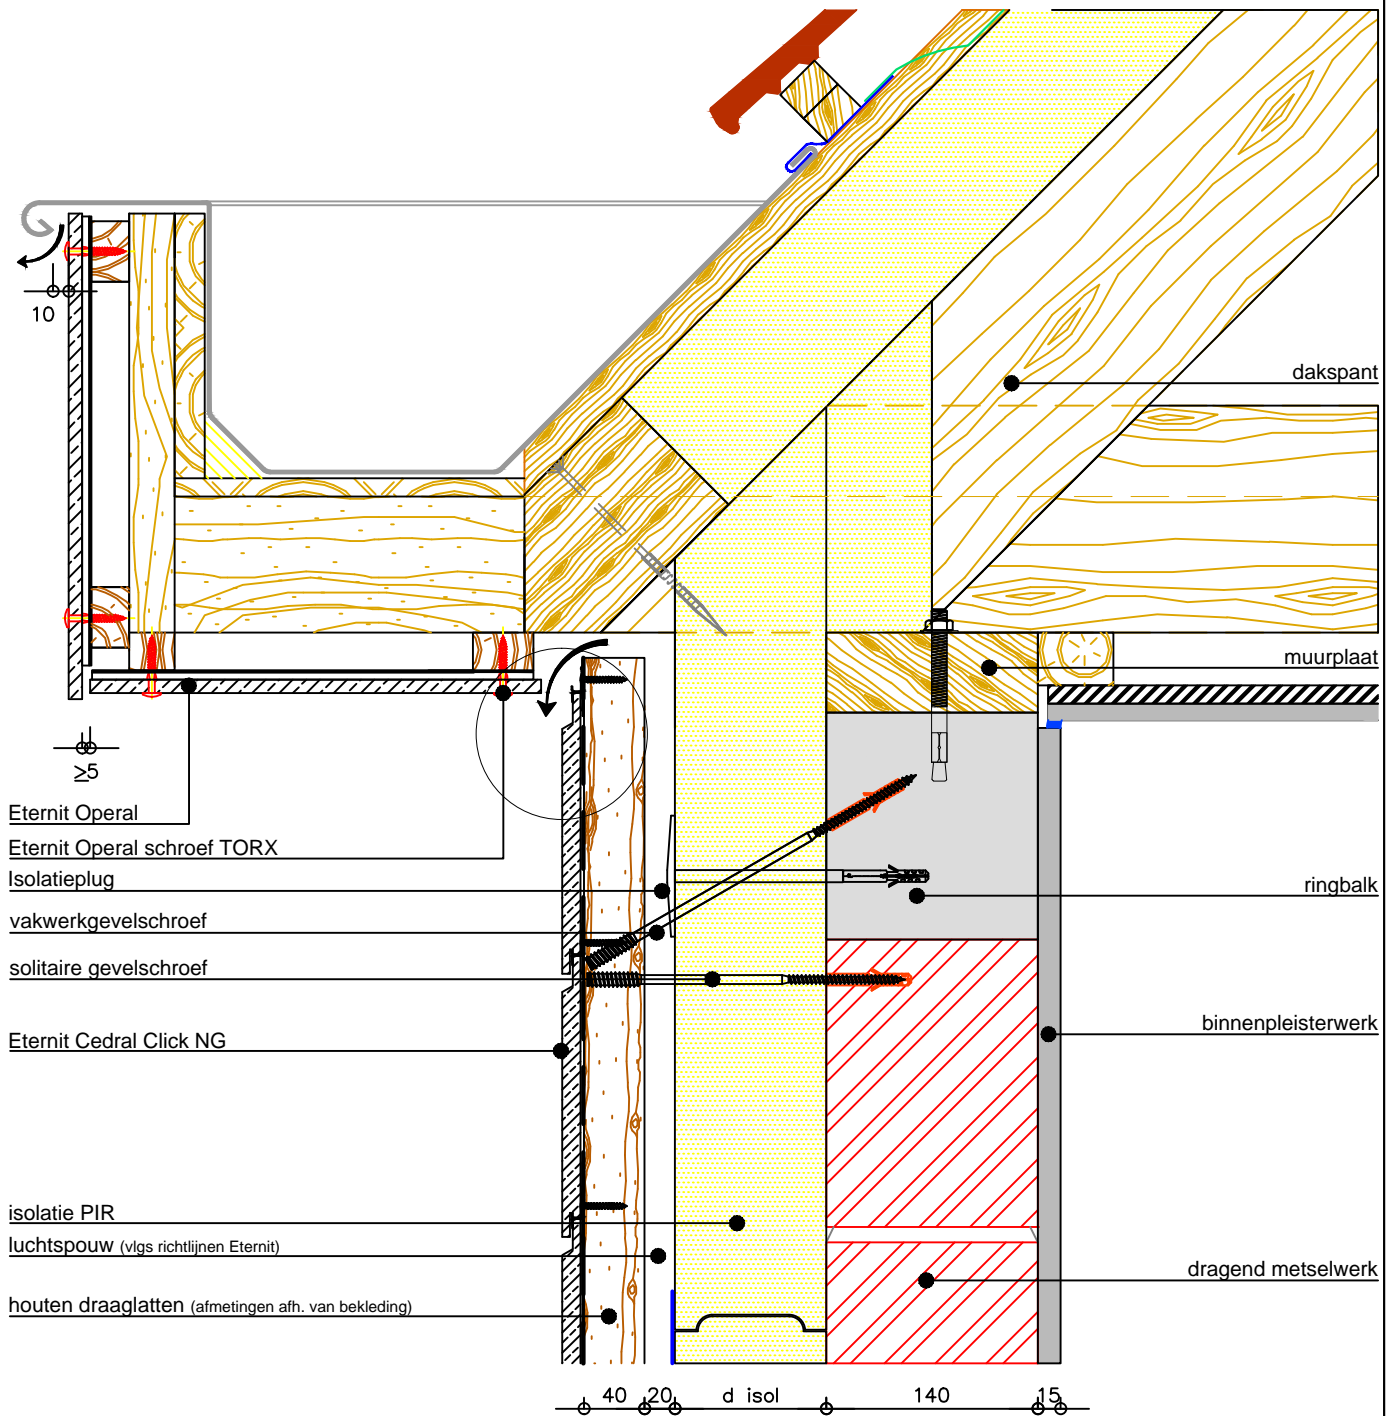 10
dakspant
muurplaat
≥5
Eternit Operal
Eternit Operal schroef TORX
Isolatieplug
ringbalk
vakwerkgevelschroef
solitaire gevelschroef
binnenpleisterwerk
Eternit Cedral Click NG
isolatie PIR
luchtspouw (vlgs richtlijnen Eternit)
dragend metselwerk
houten draaglatten (afmetingen afh. van bekleding)
40 20 d isol 140 15